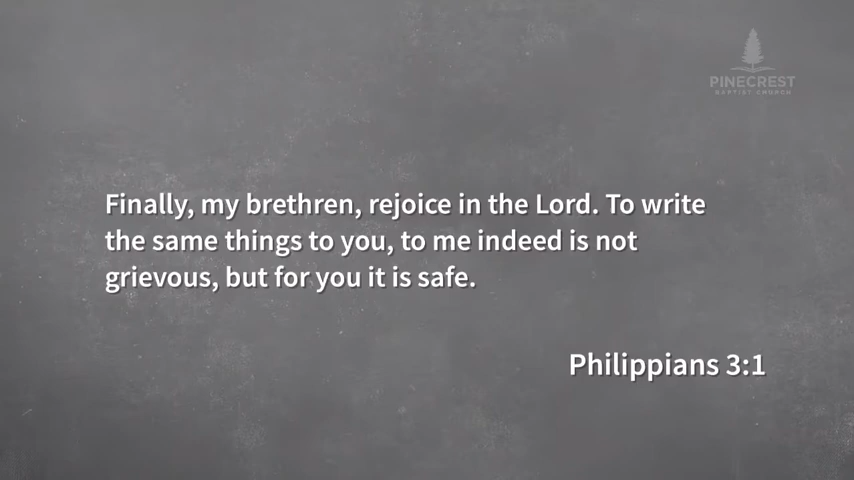 PINECREST
BAPTIST CHURCH
Finally, my brethren, rejoice in the Lord. To write
the same things to you, to me indeed is not
grievous, but for you it is safe.
Philippians 3:1